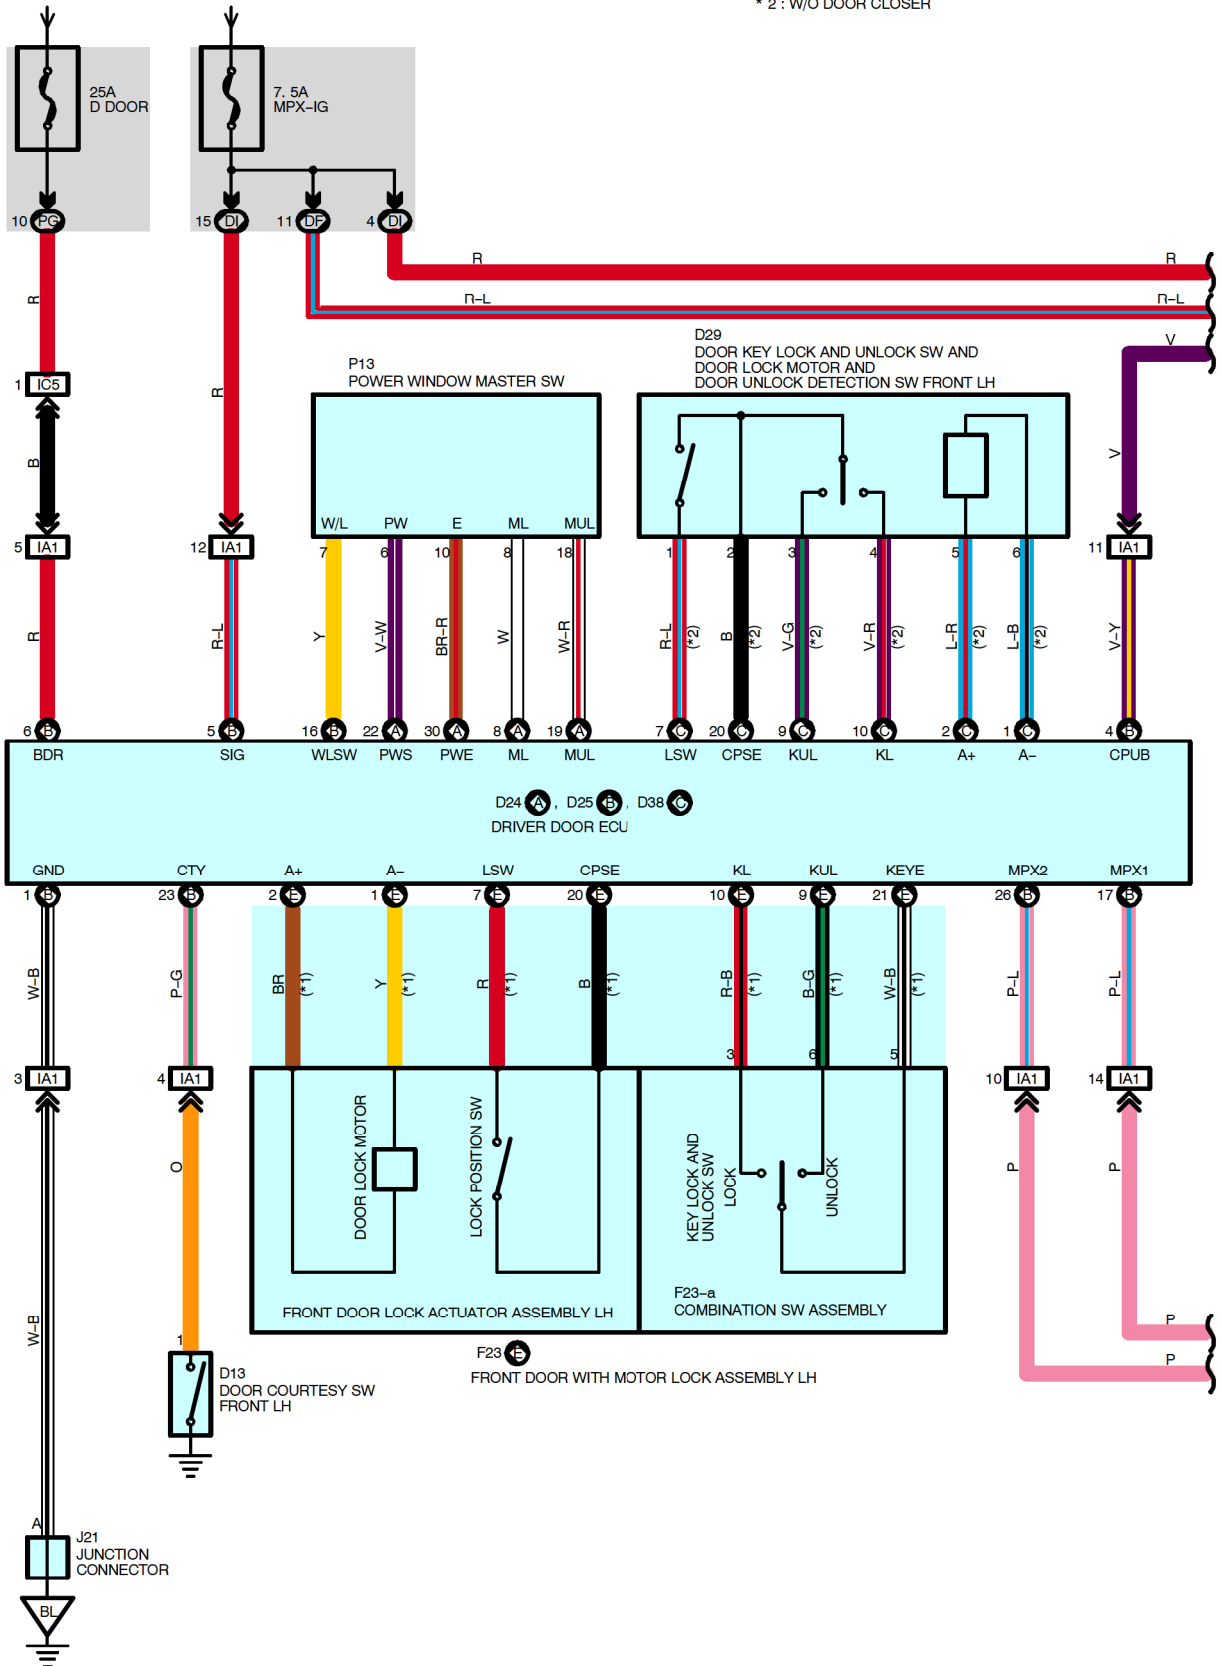 * 2 : W/O DOOR CLOSER
25A
D DOOR
7. 5A
MPX–IG
10 PG
15 DI
11 DF
4 DI
R
R
R–L
R–L
V
R
1 IC5
R
B
V
D29
DOOR KEY LOCK AND UNLOCK SW AND
DOOR LOCK MOTOR AND
DOOR UNLOCK DETECTION SW FRONT LH
P13
POWER WINDOW MASTER SW
W/L PW E ML MUL
5 IA1
12 IA1
7 6 10 8 18
1 2 3 4 5 6
11 IA1
R
R–L
Y
V–W
BR–R
W
W–R
R–L
(*2)
B
(*2)
V–G
(*2)
V–R
(*2)
L–R
(*2)
L–B
(*2)
V–Y
6 B
5 B
16 B
22 A
30 A
8 A
19 A
7 C
20 C
9 C
10 C
2 C
1 C
4 B
BDR SIG WLSW PWS PWE ML MUL LSW CPSE KUL KL A+ A– CPUB
D24 A , D25 B , D38 C
DRIVER DOOR ECU
GND CTY A+ A– LSW CPSE KL KUL KEYE MPX2 MPX1
1 B
23 B
2 E
1 E
7 E
20 E
10 E
9 E
21 E
26 B
17 B
W–B
P–G
BR
(*1)
Y
(*1)
R
(*1)
B
(*1)
R–B
(*1)
B–G
(*1)
W–B
(*1)
P–L
P–L
3 6 5
3 IA1
4 IA1
10 IA1
14 IA1
O
DOOR LOCK MOTOR
LOCK POSITION SW
KEY LOCK AND
UNLOCK SW
LOCK
UNLOCK
P
P
F23–a
COMBINATION SW ASSEMBLY
FRONT DOOR LOCK ACTUATOR ASSEMBLY LH
W–B
P
P
1
F23 E
FRONT DOOR WITH MOTOR LOCK ASSEMBLY LH
D13
DOOR COURTESY SW
FRONT LH
A
J21
JUNCTION
CONNECTOR
BL